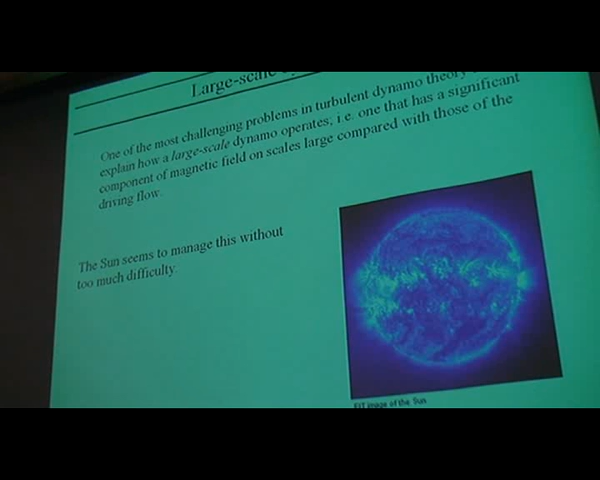 Large-scale
One of the most challenging problems in turbulent dynamo theory
explain how a large-scale dynamo operates, i.e. one that has a significant
component of magnetic field on scales large compared with those of the
driving flow.
The Sun seems to manage this without
too much difficulty.
EIT image of the Sun